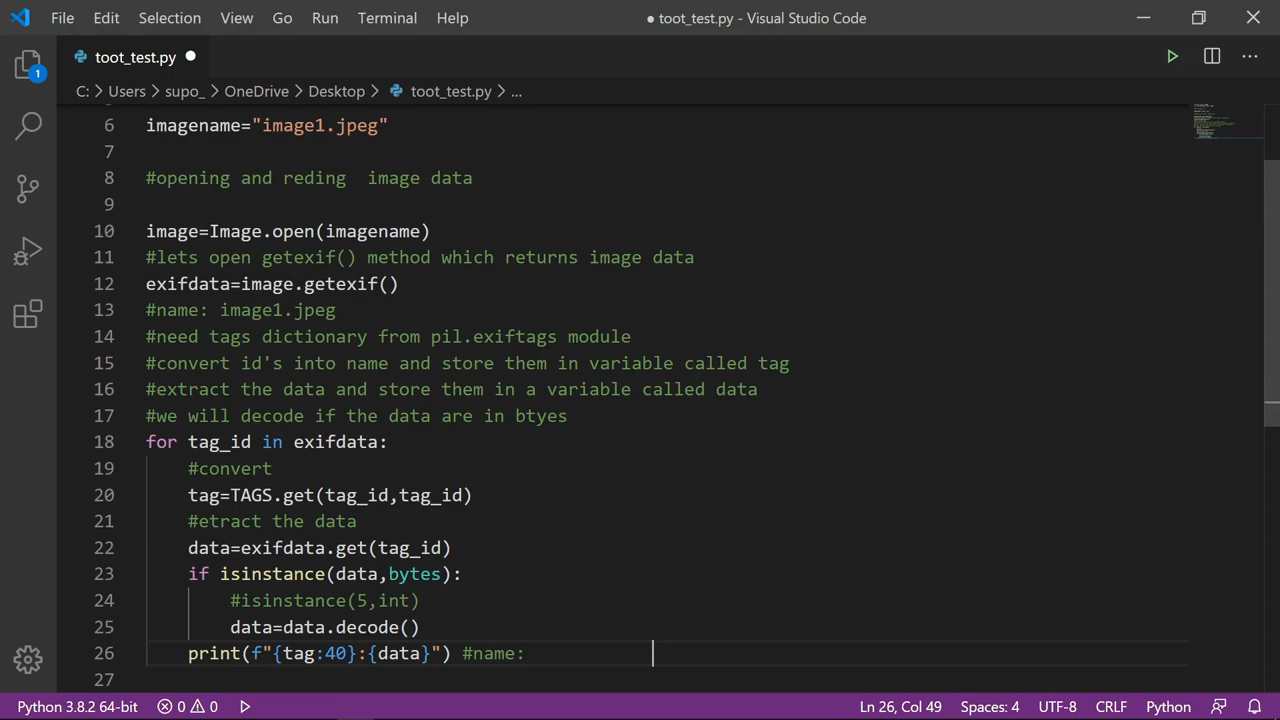 File Edit Selection View Go Run Terminal Help ● toot_test.py - Visual Studio Code
toot_test.py ●
C: > Users > supo_ > OneDrive > Desktop > toot_test.py > ...
6 imagename="image1.jpeg"
7
8 #opening and reding  image data
9
10 image=Image.open(imagename)
11 #lets open getexif() method which returns image data
12 exifdata=image.getexif()
13 #name: image1.jpeg
14 #need tags dictionary from pil.exiftags module
15 #convert id's into name and store them in variable called tag
16 #extract the data and store them in a variable called data
17 #we will decode if the data are in btyes
18 for tag_id in exifdata:
19     #convert
20     tag=TAGS.get(tag_id,tag_id)
21     #etract the data
22     data=exifdata.get(tag_id)
23     if isinstance(data,bytes):
24         #isinstance(5,int)
25         data=data.decode()
26     print(f"{tag:40}:{data}") #name:
27
1
Python 3.8.2 64-bit 0 0 Ln 26, Col 49 Spaces: 4 UTF-8 CRLF Python